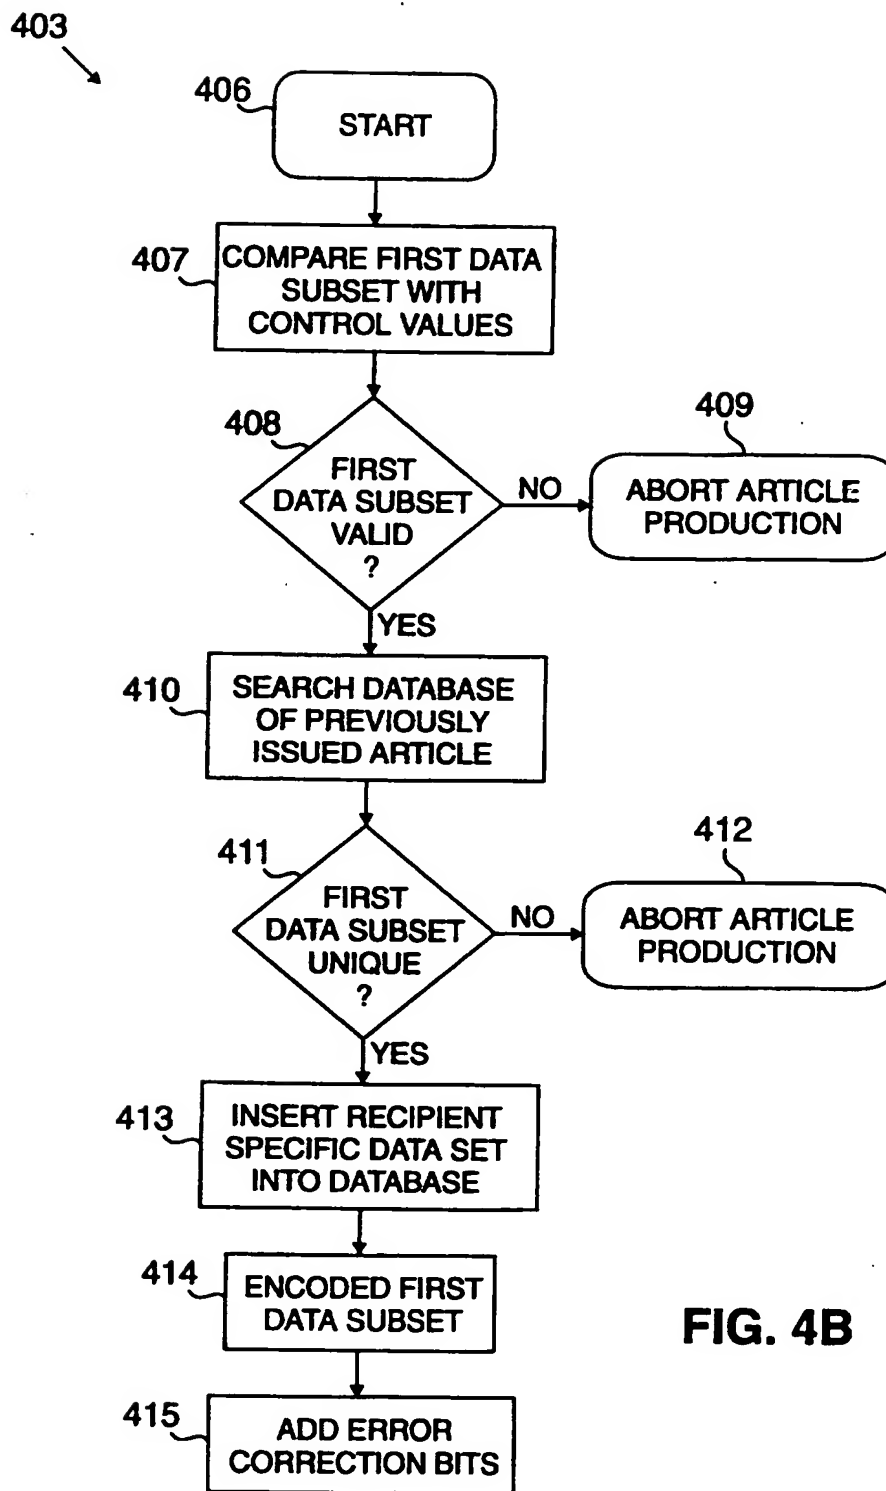 403
406
START
407
COMPARE FIRST DATA
SUBSET WITH
CONTROL VALUES
408
FIRST
DATA SUBSET
VALID
?
NO
409
ABORT ARTICLE
PRODUCTION
YES
410
SEARCH DATABASE
OF PREVIOUSLY
ISSUED ARTICLE
411
FIRST
DATA SUBSET
UNIQUE
?
NO
412
ABORT ARTICLE
PRODUCTION
YES
413
INSERT RECIPIENT
SPECIFIC DATA SET
INTO DATABASE
414
ENCODED FIRST
DATA SUBSET
415
ADD ERROR
CORRECTION BITS
FIG. 4B